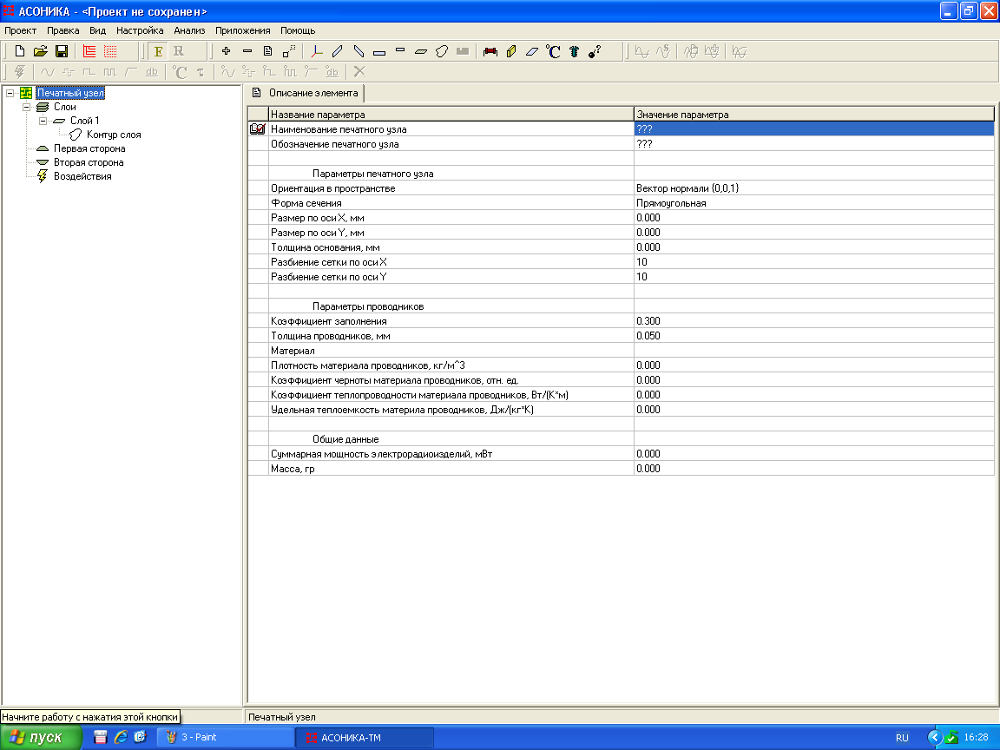 АСОНИКА - <Проект не сохранен>
Проект Правка Вид Настройка Анализ Приложения Помощь
E R °C
db °C τ db
Печатный узел
Слои
Слой 1
Контур слоя
Первая сторона
Вторая сторона
Воздействия
Описание элемента
Название параметра Значение параметра
Наименование печатного узла ???
Обозначение печатного узла ???
Параметры печатного узла
Ориентация в пространстве Вектор нормали {0,0,1}
Форма сечения Прямоугольная
Размер по оси X, мм 0.000
Размер по оси Y, мм 0.000
Толщина основания, мм 0.000
Разбиение сетки по оси X 10
Разбиение сетки по оси Y 10
Параметры проводников
Коэффициент заполнения 0.300
Толщина проводников, мм 0.050
Материал
Плотность материала проводников, кг/м^3 0.000
Коэффициент черноты материала проводников, отн. ед. 0.000
Коэффициент теплопроводности материала проводников, Вт/(К*м) 0.000
Удельная теплоемкость материла проводников, Дж/(кг*К) 0.000
Общие данные
Суммарная мощность электрорадиоизделий, мВт 0.000
Масса, гр 0.000
Начните работу с нажатия этой кнопки
Печатный узел
пуск 3 - Paint АСОНИКА-ТМ RU 16:28